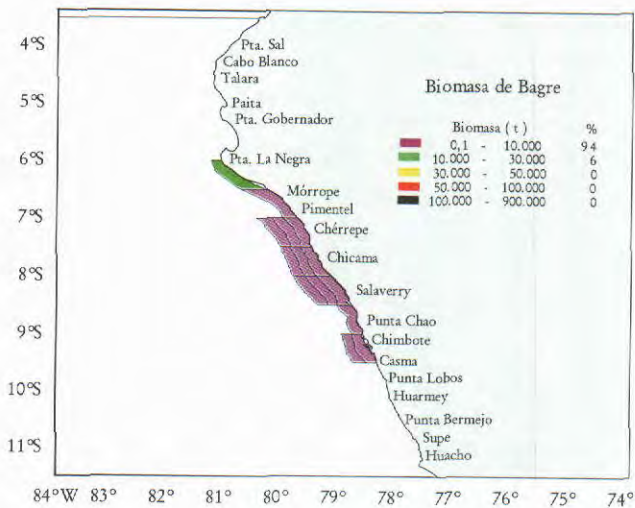 4°S
5°S
6°S
7°S
8°S
9°S
10°S
11°S
Pta. Sal
Cabo Blanco
Talara
Paita
Pta. Gobernador
Pta. La Negra
Mórrope
Pimentel
Chérrepe
Chicama
Salaverry
Punta Chao
Chimbote
Casma
Punta Lobos
Huarmey
Punta Bermejo
Supe
Huacho
Biomasa de Bagre
Biomasa ( t ) %
0,1 - 10.000 94
10.000 - 30.000 6
30.000 - 50.000 0
50.000 - 100.000 0
100.000 - 900.000 0
84°W 83° 82° 81° 80° 79° 78° 77° 76° 75° 74°